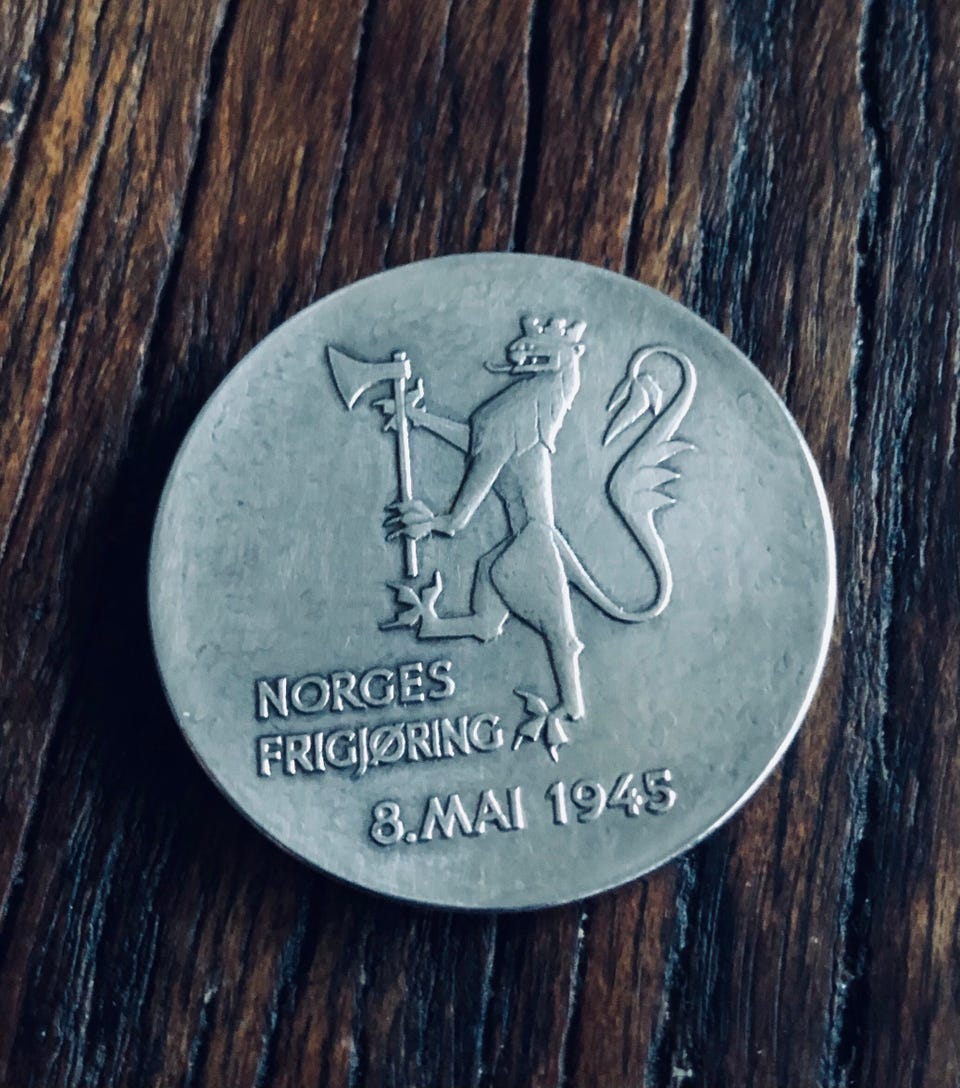 NORGES
FRIGJØRING
8. MAI 1945